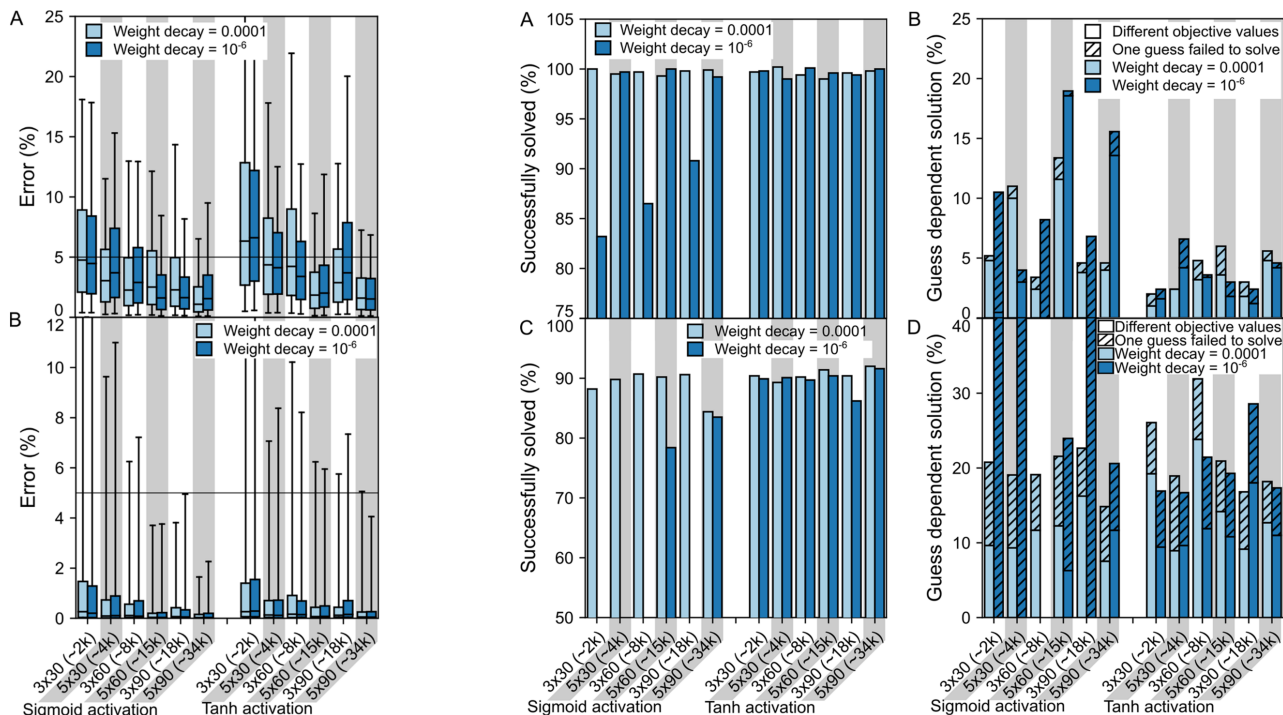 A
Weight decay = 0.0001
Weight decay = 10-6
Error (%)
25
20
15
10
5
0
B
Weight decay = 0.0001
Weight decay = 10-6
Error (%)
12
10
8
6
4
2
0
3x30 (~2k)
5x30 (~4k)
3x60 (~8k)
5x60 (~15k)
3x90 (~18k)
5x90 (~34k)
3x30 (~2k)
5x30 (~4k)
3x60 (~8k)
5x60 (~15k)
3x90 (~18k)
5x90 (~34k)
Sigmoid activation
Tanh activation
A
Weight decay = 0.0001
Weight decay = 10-6
Successfully solved (%)
105
100
95
90
85
80
75
C
Weight decay = 0.0001
Weight decay = 10-6
Successfully solved (%)
100
90
80
70
60
50
3x30 (~2k)
5x30 (~4k)
3x60 (~8k)
5x60 (~15k)
3x90 (~18k)
5x90 (~34k)
3x30 (~2k)
5x30 (~4k)
3x60 (~8k)
5x60 (~15k)
3x90 (~18k)
5x90 (~34k)
Sigmoid activation
Tanh activation
B
Different objective values
One guess failed to solve
Weight decay = 0.0001
Weight decay = 10-6
Guess dependent solution (%)
25
20
15
10
5
0
D
Different objective values
One guess failed to solve
Weight decay = 0.0001
Weight decay = 10-6
Guess dependent solution (%)
40
30
20
10
0
3x30 (~2k)
5x30 (~4k)
3x60 (~8k)
5x60 (~15k)
3x90 (~18k)
5x90 (~34k)
3x30 (~2k)
5x30 (~4k)
3x60 (~8k)
5x60 (~15k)
3x90 (~18k)
5x90 (~34k)
Sigmoid activation
Tanh activation